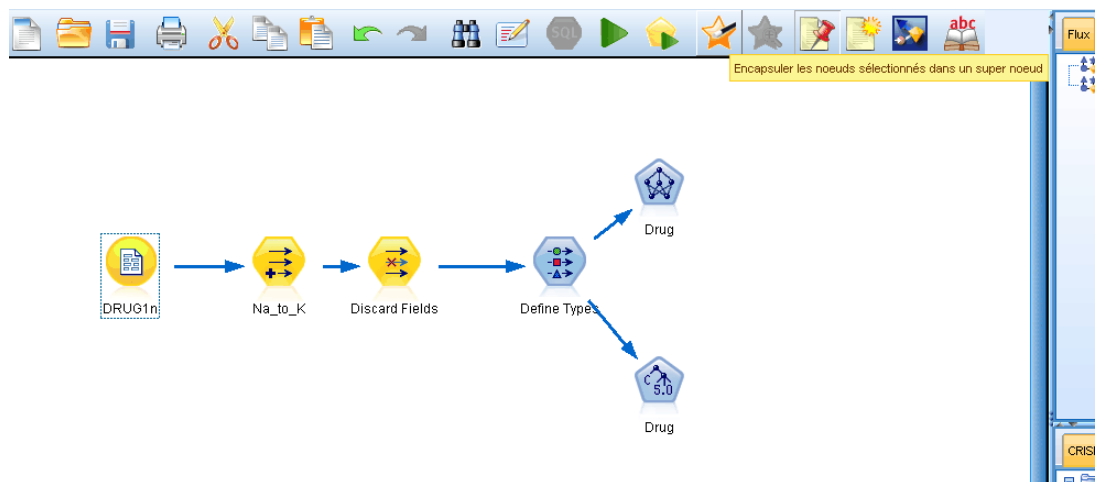 SQL
abc
Flux
Encapsuler les noeuds sélectionnés dans un super noeud
Drug
DRUG1n
Na_to_K
Discard Fields
Define Types
C 5.0
Drug
CRISI